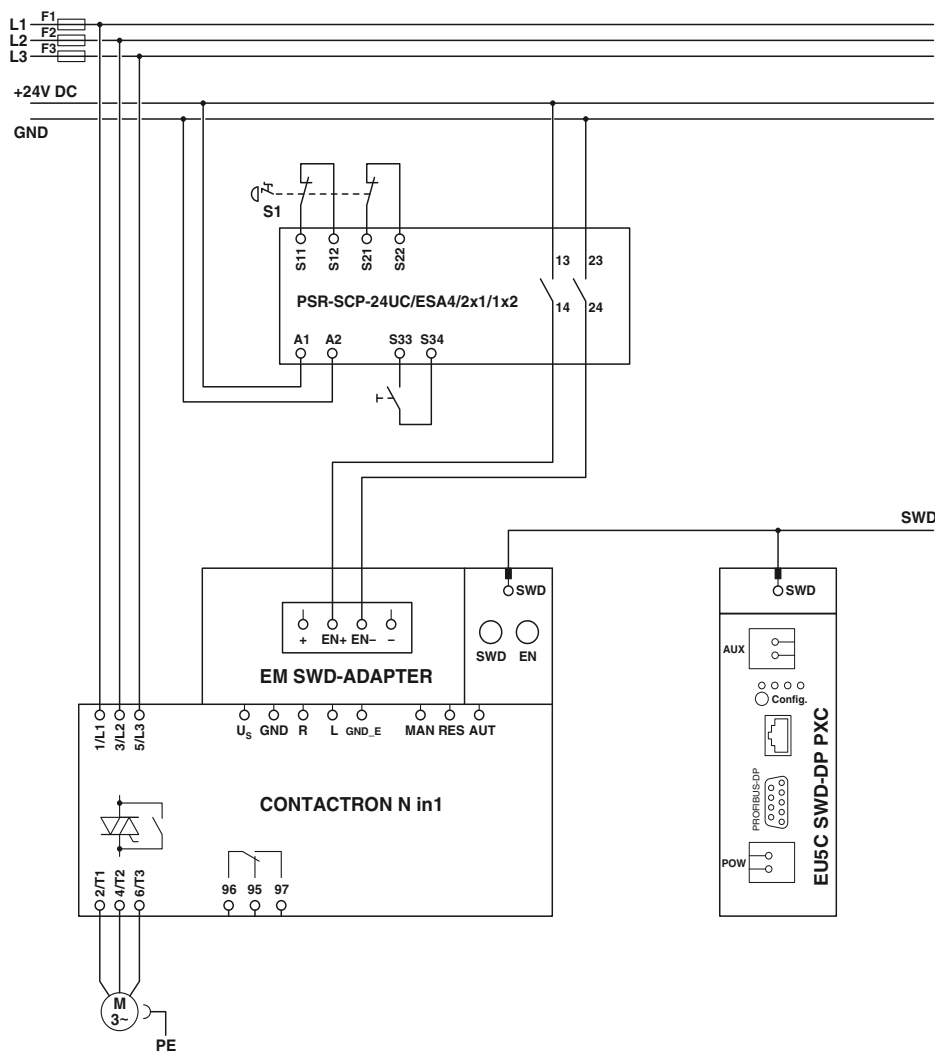 L1 F1
L2 F2
L3 F3
+24V DC
GND
S1
S11 S12 S21 S22
13 23
PSR-SCP-24UC/ESA4/2x1/1x2
14 24
A1 A2 S33 S34
SWD
SWD
SWD
+ EN+ EN– –
SWD EN
EM SWD-ADAPTER
AUX
Config.
1/L1 3/L2 5/L3
US GND R L GND_E MAN RES AUT
CONTACTRON N in1
PROFIBUS-DP
EU5C SWD-DP PXC
POW
96 95 97
2/T1 4/T2 6/T3
M
3~
PE